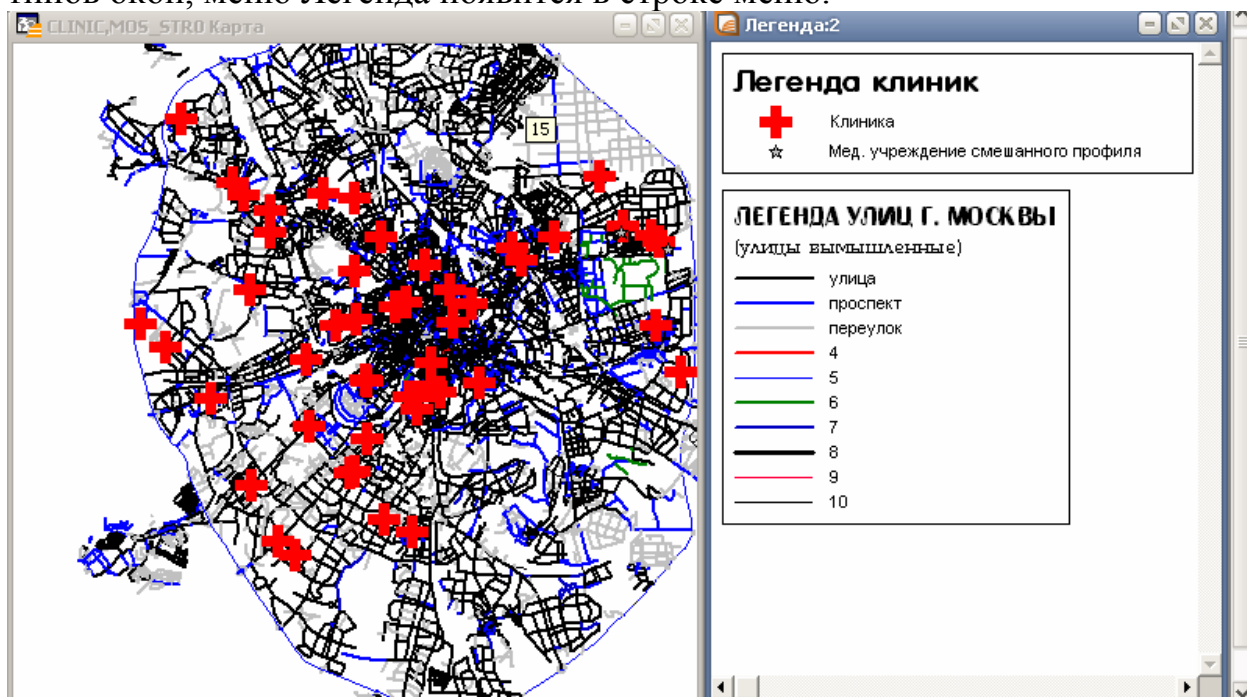 типов окон, меню Легенда появится в строке меню.
CLINIC,MOS_STR0 Карта
15
Легенда:2
Легенда клиник
Клиника
Мед. учреждение смешанного профиля
ЛЕГЕНДА УЛИЦ Г. МОСКВЫ
(улицы вымышленные)
улица
проспект
переулок
4
5
6
7
8
9
10